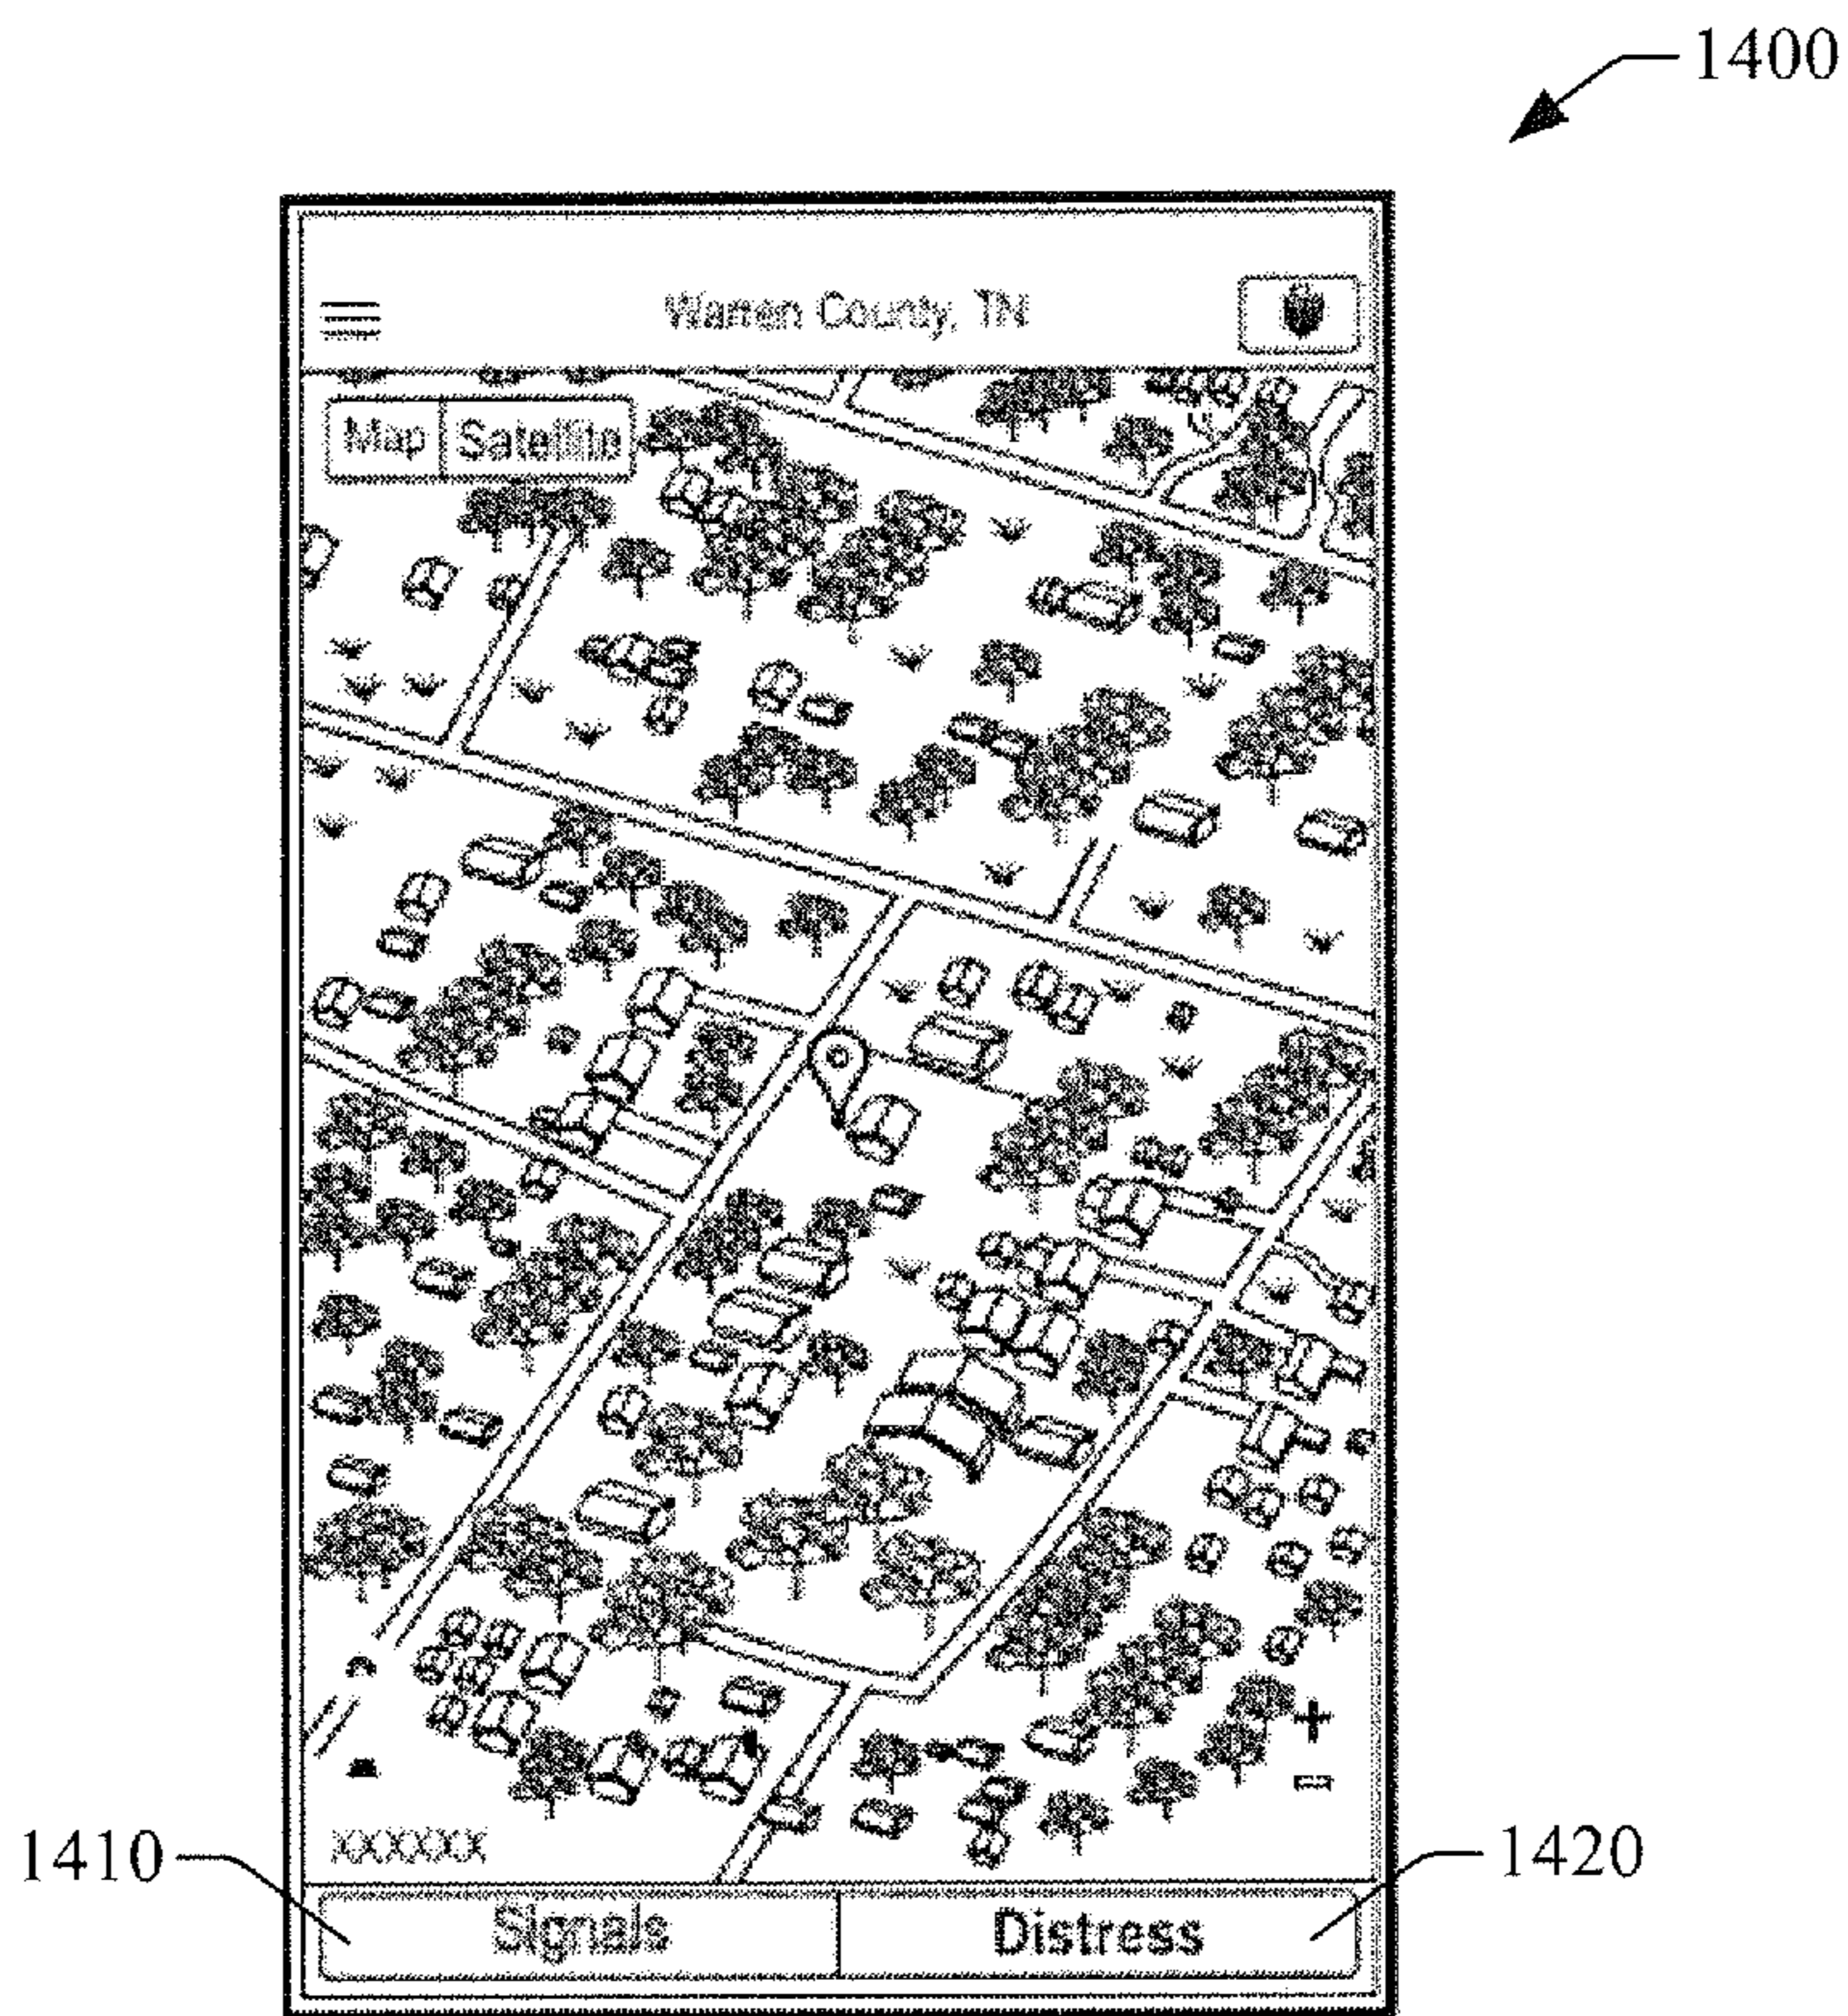 1400
Warren County, TN
Map Satellite
XXXXXX
1410
1420
Signals Distress